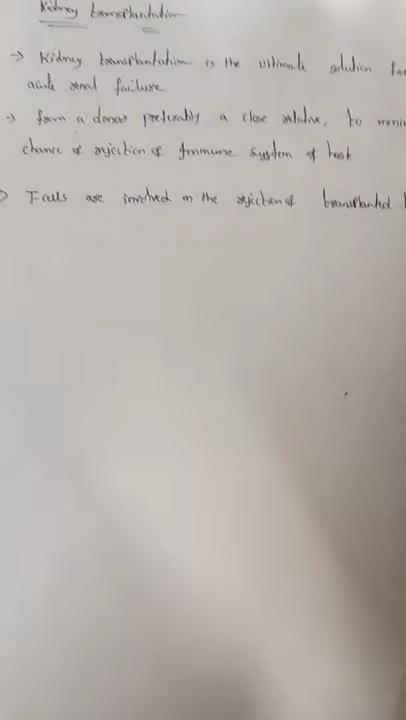 Kidney transplantation
→ Kidney transplantation is the ultimate solution for
acute renal failure
→ from a donor preferably a close relative, to
chance of rejection of Immune system of host
T cells are involved in the rejection of transplanted